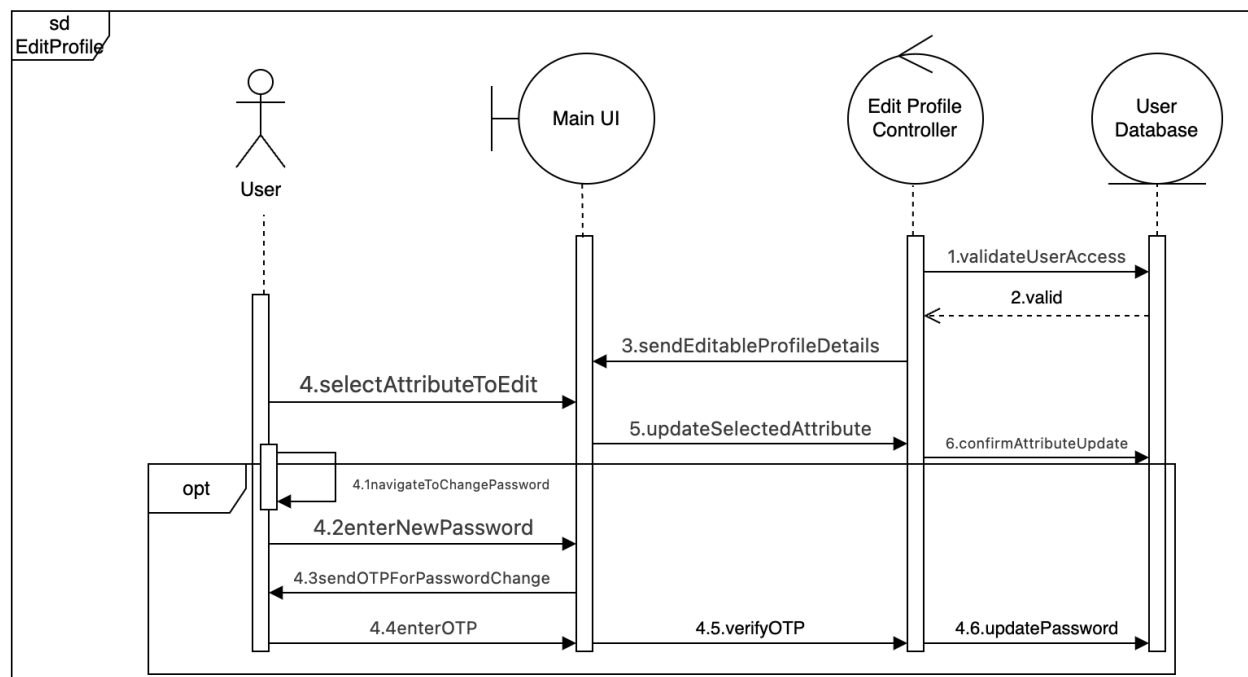 sd
EditProfile
User
Main UI
Edit Profile
Controller
User
Database
1.validateUserAccess
2.valid
3.sendEditableProfileDetails
4.selectAttributeToEdit
5.updateSelectedAttribute
6.confirmAttributeUpdate
opt
4.1navigateToChangePassword
4.2enterNewPassword
4.3sendOTPForPasswordChange
4.4enterOTP
4.5.verifyOTP
4.6.updatePassword